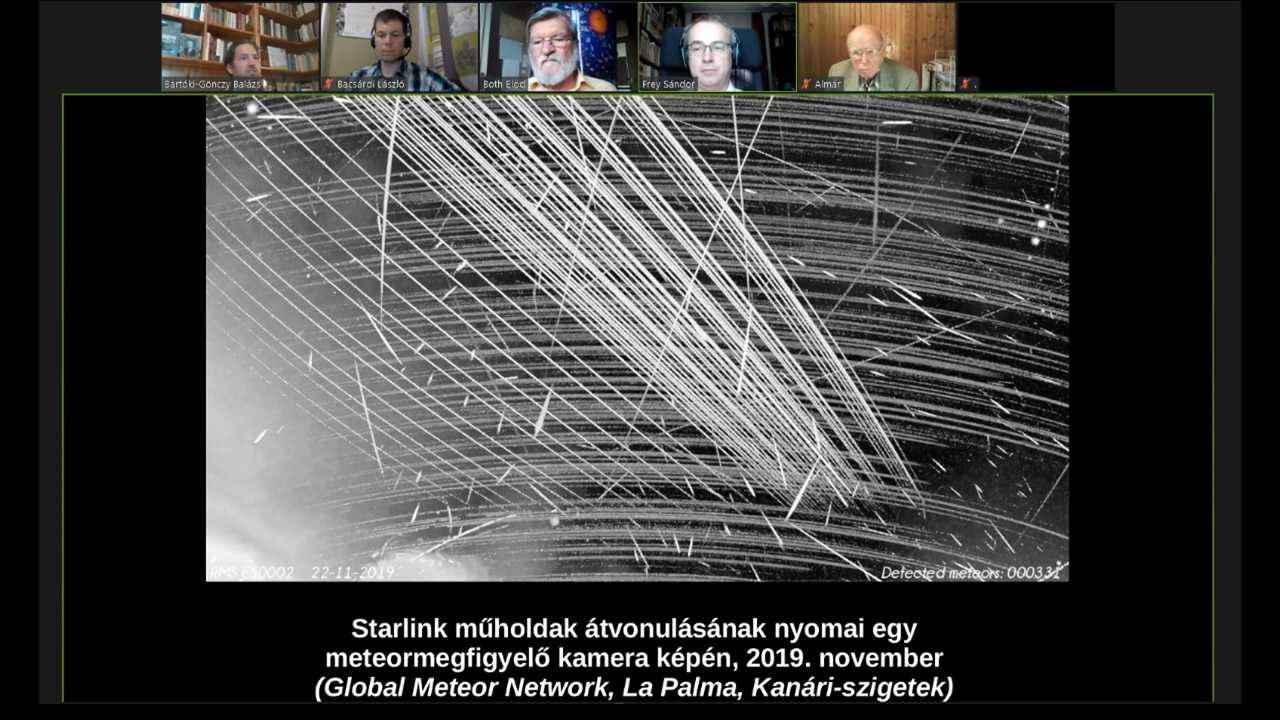 Bartóki-Gönczy Balázs
Bacsárdi László
Both Előd
Frey Sándor
Almár
.
RMS ES0002 22-11-2019
Detected meteors: 000331
Starlink műholdak átvonulásának nyomai egy
meteormegfigyelő kamera képén, 2019. november
(Global Meteor Network, La Palma, Kanári-szigetek)